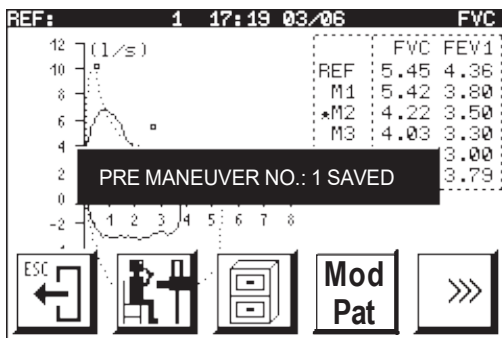 REF: 1 17:19 03/06 FVC
12 (l/s)
10
8
6
4
2
0
-2
1 2 3 4 5 6 7 8
FVC FEV1
REF 5.45 4.36
M1 5.42 3.80
*M2 4.22 3.50
M3 4.03 3.30
3.00
3.79
PRE MANEUVER NO.: 1 SAVED
ESC
Mod
Pat
>>>